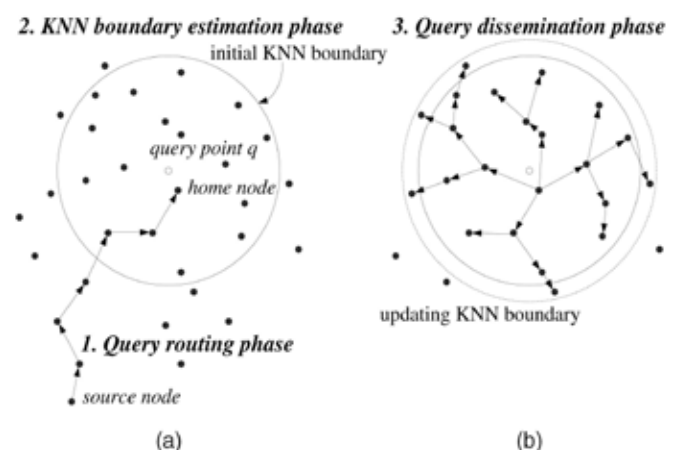 2. KNN boundary estimation phase
initial KNN boundary
query point q
home node
1. Query routing phase
source node
(a)
3. Query dissemination phase
updating KNN boundary
(b)